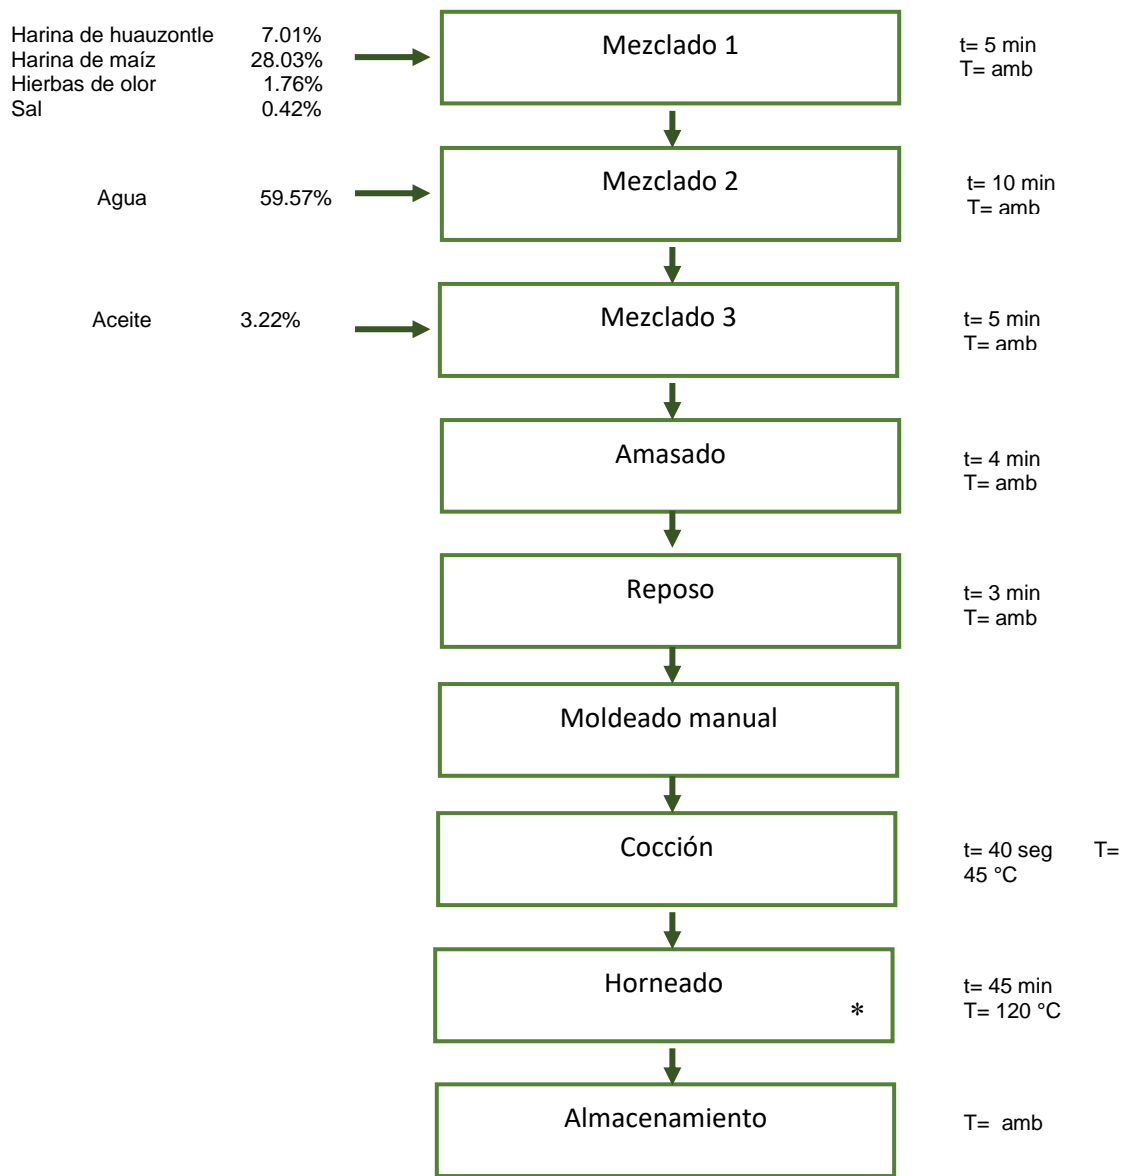 Harina de huauzontle 7.01%
Harina de maíz 28.03%
Hierbas de olor 1.76%
Sal 0.42%
Mezclado 1
t= 5 min
T= amb
Agua 59.57%
Mezclado 2
t= 10 min
T= amb
Aceite 3.22%
Mezclado 3
t= 5 min
T= amb
Amasado
t= 4 min
T= amb
Reposo
t= 3 min
T= amb
Moldeado manual
Cocción
t= 40 seg T=
45 °C
Horneado
*
t= 45 min
T= 120 °C
Almacenamiento
T= amb